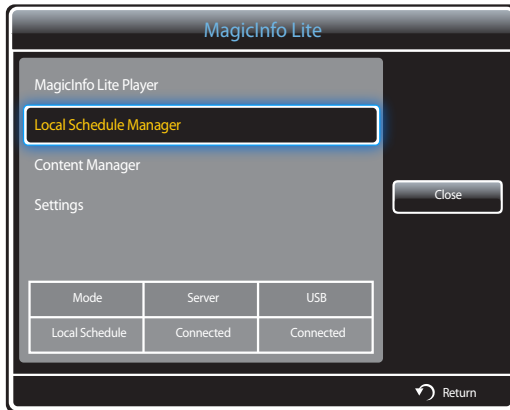 MagicInfo Lite
MagicInfo Lite Player
Local Schedule Manager
Content Manager
Settings
Close
Mode Server USB
Local Schedule Connected Connected
Return